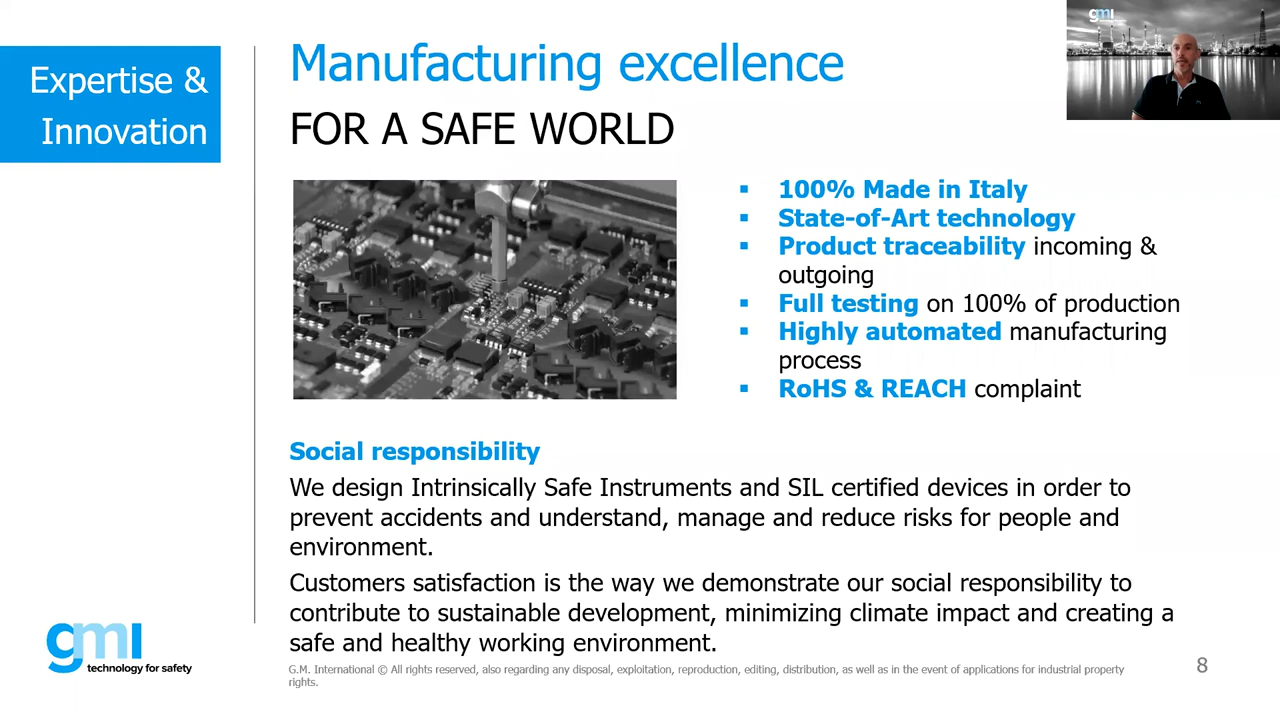 Expertise &
Innovation
Manufacturing excellence
FOR A SAFE WORLD
gmi
▪ 100% Made in Italy
▪ State-of-Art technology
▪ Product traceability incoming &
outgoing
▪ Full testing on 100% of production
▪ Highly automated manufacturing
process
▪ RoHS & REACH complaint
Social responsibility
We design Intrinsically Safe Instruments and SIL certified devices in order to
prevent accidents and understand, manage and reduce risks for people and
environment.
Customers satisfaction is the way we demonstrate our social responsibility to
contribute to sustainable development, minimizing climate impact and creating a
safe and healthy working environment.
gmi
technology for safety
G.M. International © All rights reserved, also regarding any disposal, exploitation, reproduction, editing, distribution, as well as in the event of applications for industrial property
rights.
8